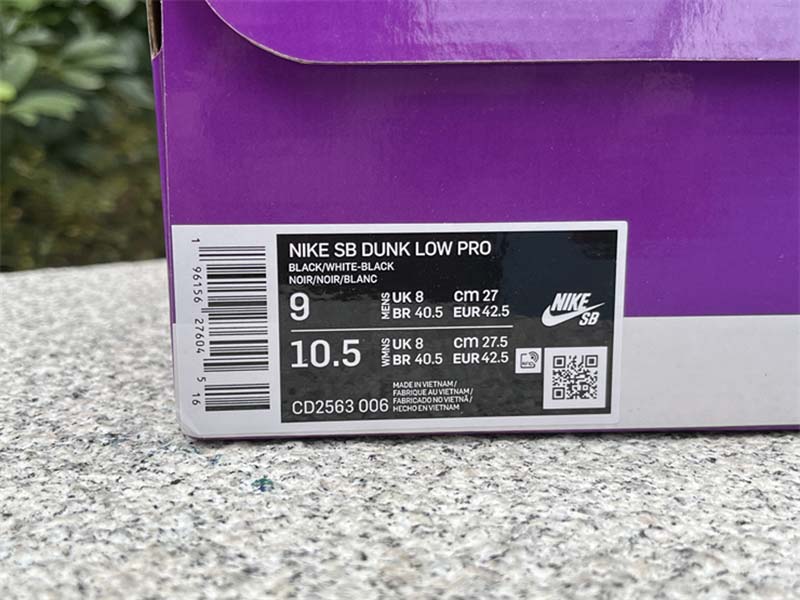 NIKE SB DUNK LOW PRO
BLACK/WHITE-BLACK
NOIR/NOIR/BLANC
9 MENS UK 8 cm 27
BR 40.5 EUR 42.5
10.5 WMNS UK 8 cm 27.5
BR 40.5 EUR 42.5
CD2563 006
MADE IN VIETNAM /
FABRIQUE AU VIETNAM /
FABRICADO NO VIETNÃ /
HECHO EN VIETNAM
NIKE
SB
RFID
1 96156 27604 5 16